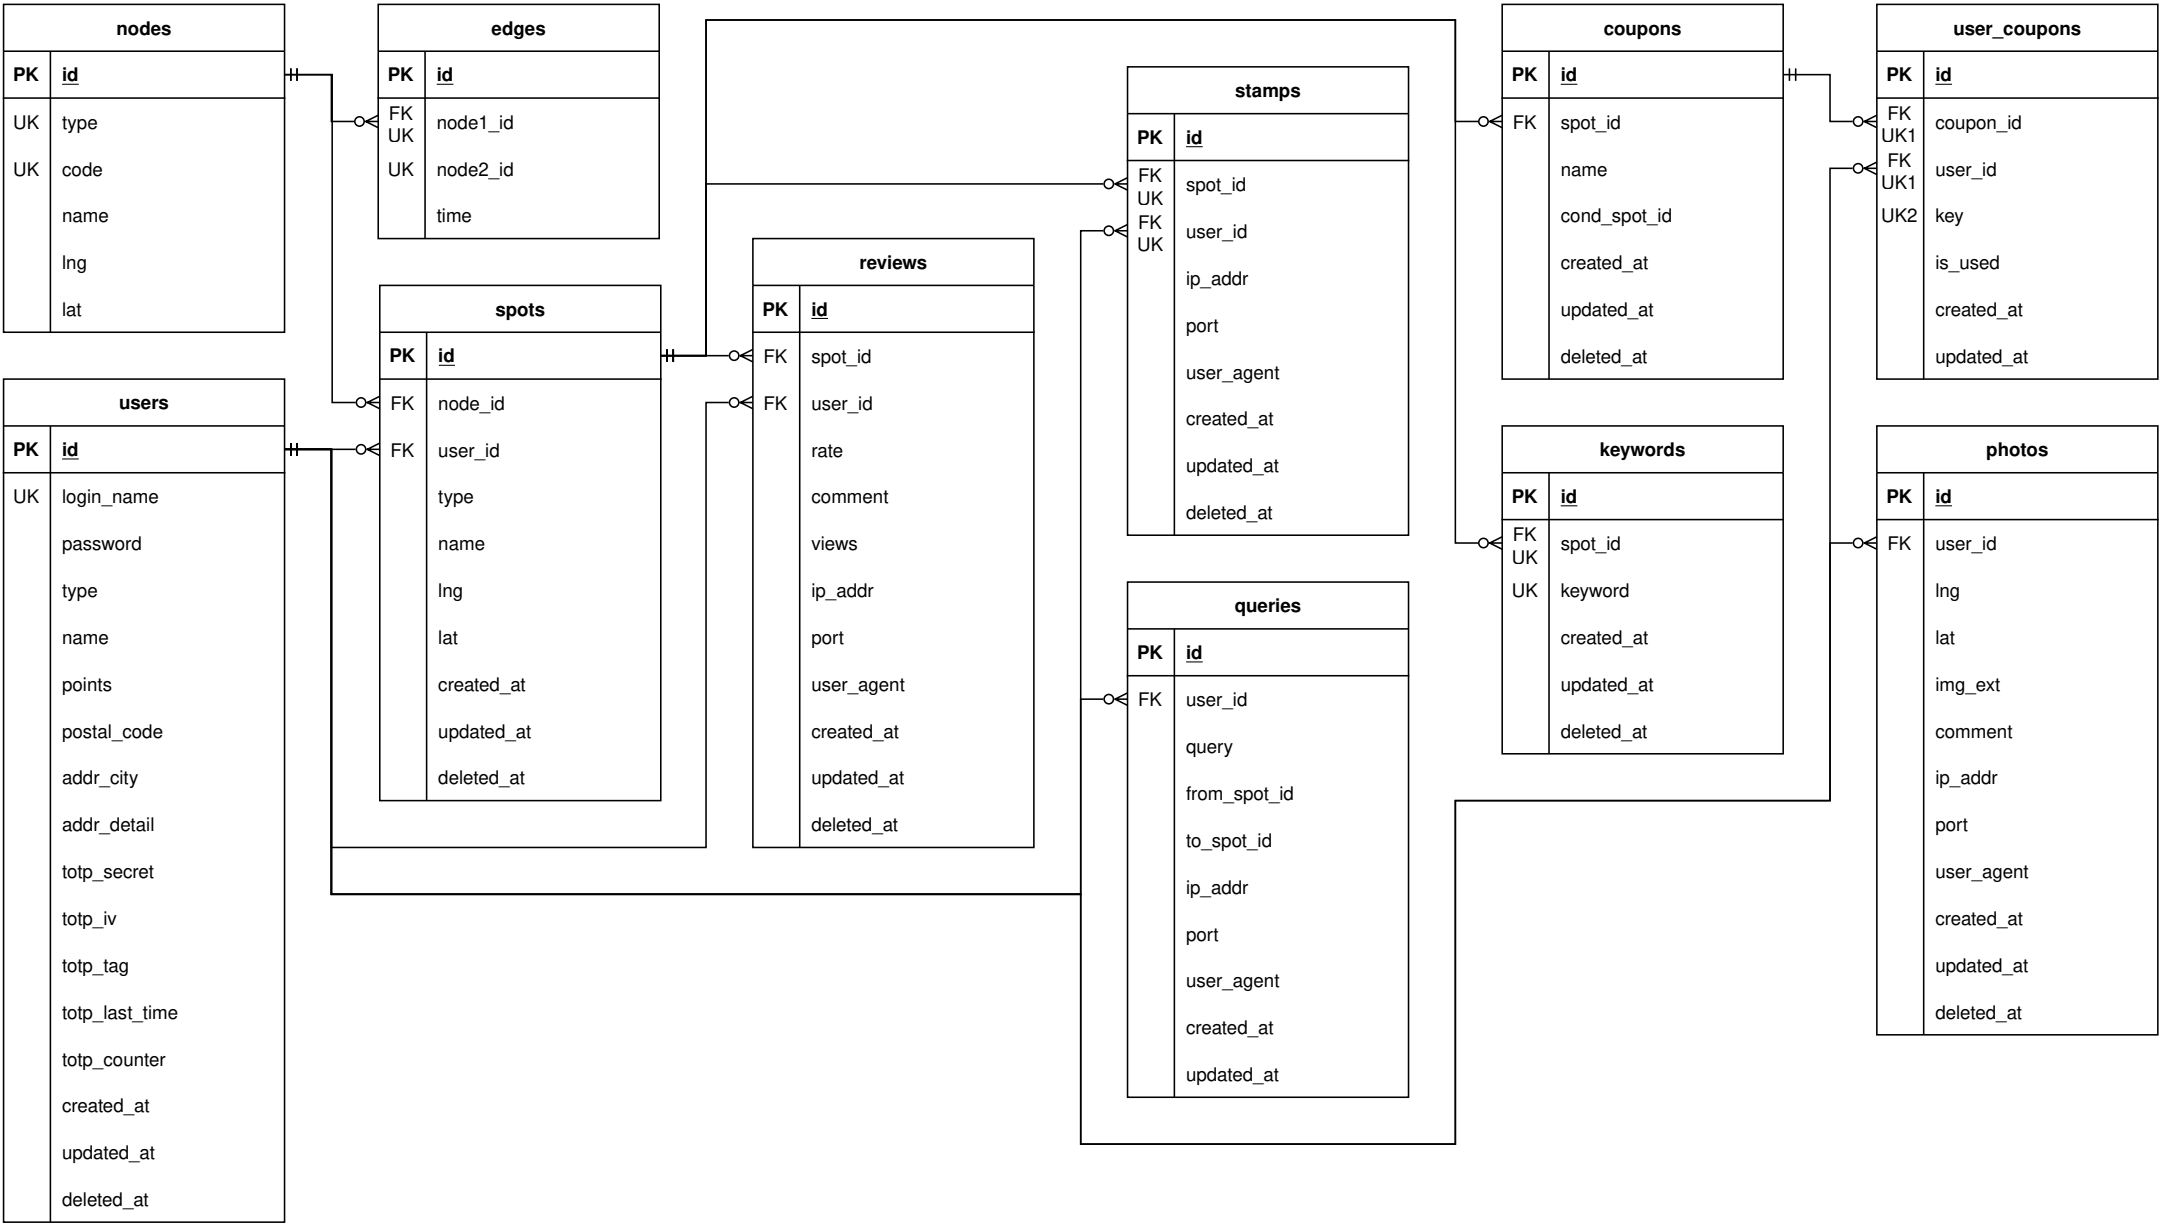 nodes
PK id
UK type
UK code
name
lng
lat
edges
PK id
FK
UK node1_id
UK node2_id
time
users
PK id
UK login_name
password
type
name
points
postal_code
addr_city
addr_detail
totp_secret
totp_iv
totp_tag
totp_last_time
totp_counter
created_at
updated_at
deleted_at
spots
PK id
FK node_id
FK user_id
type
name
lng
lat
created_at
updated_at
deleted_at
reviews
PK id
FK spot_id
FK user_id
rate
comment
views
ip_addr
port
user_agent
created_at
updated_at
deleted_at
stamps
PK id
FK
UK spot_id
FK
UK user_id
ip_addr
port
user_agent
created_at
updated_at
deleted_at
queries
PK id
FK user_id
query
from_spot_id
to_spot_id
ip_addr
port
user_agent
created_at
updated_at
coupons
PK id
FK spot_id
name
cond_spot_id
created_at
updated_at
deleted_at
keywords
PK id
FK
UK spot_id
UK keyword
created_at
updated_at
deleted_at
user_coupons
PK id
FK
UK1 coupon_id
FK
UK1 user_id
UK2 key
is_used
created_at
updated_at
photos
PK id
FK user_id
lng
lat
img_ext
comment
ip_addr
port
user_agent
created_at
updated_at
deleted_at